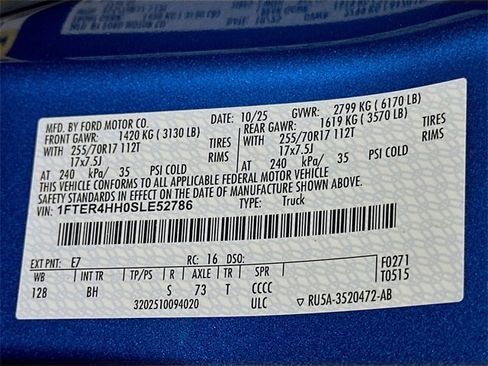 MFD. BY FORD MOTOR CO. 10/25 GVWR: 2799 KG ( 6170 LB)
FRONT GAWR: 1420 KG ( 3130 LB) REAR GAWR: 1619 KG ( 3570 LB)
WITH 255/70R17 112T TIRES WITH 255/70R17 112T TIRES
17x7.5J RIMS 17x7.5J RIMS
AT 240 kPa/ 35 PSI COLD AT 240 kPa/ 35 PSI COLD
THIS VEHICLE CONFORMS TO ALL APPLICABLE FEDERAL MOTOR VEHICLE
SAFETY STANDARDS IN EFFECT ON THE DATE OF MANUFACTURE SHOWN ABOVE.
VIN: 1FTER4HH0SLE52786 TYPE: Truck
EXT PNT: E7 RC: 16 DSO: F0271
WB INT TR TP/PS R AXLE TR SPR T0515
128 BH S 73 T CCCC
3202510094020 ULC ▽ RU5A-3520472-AB